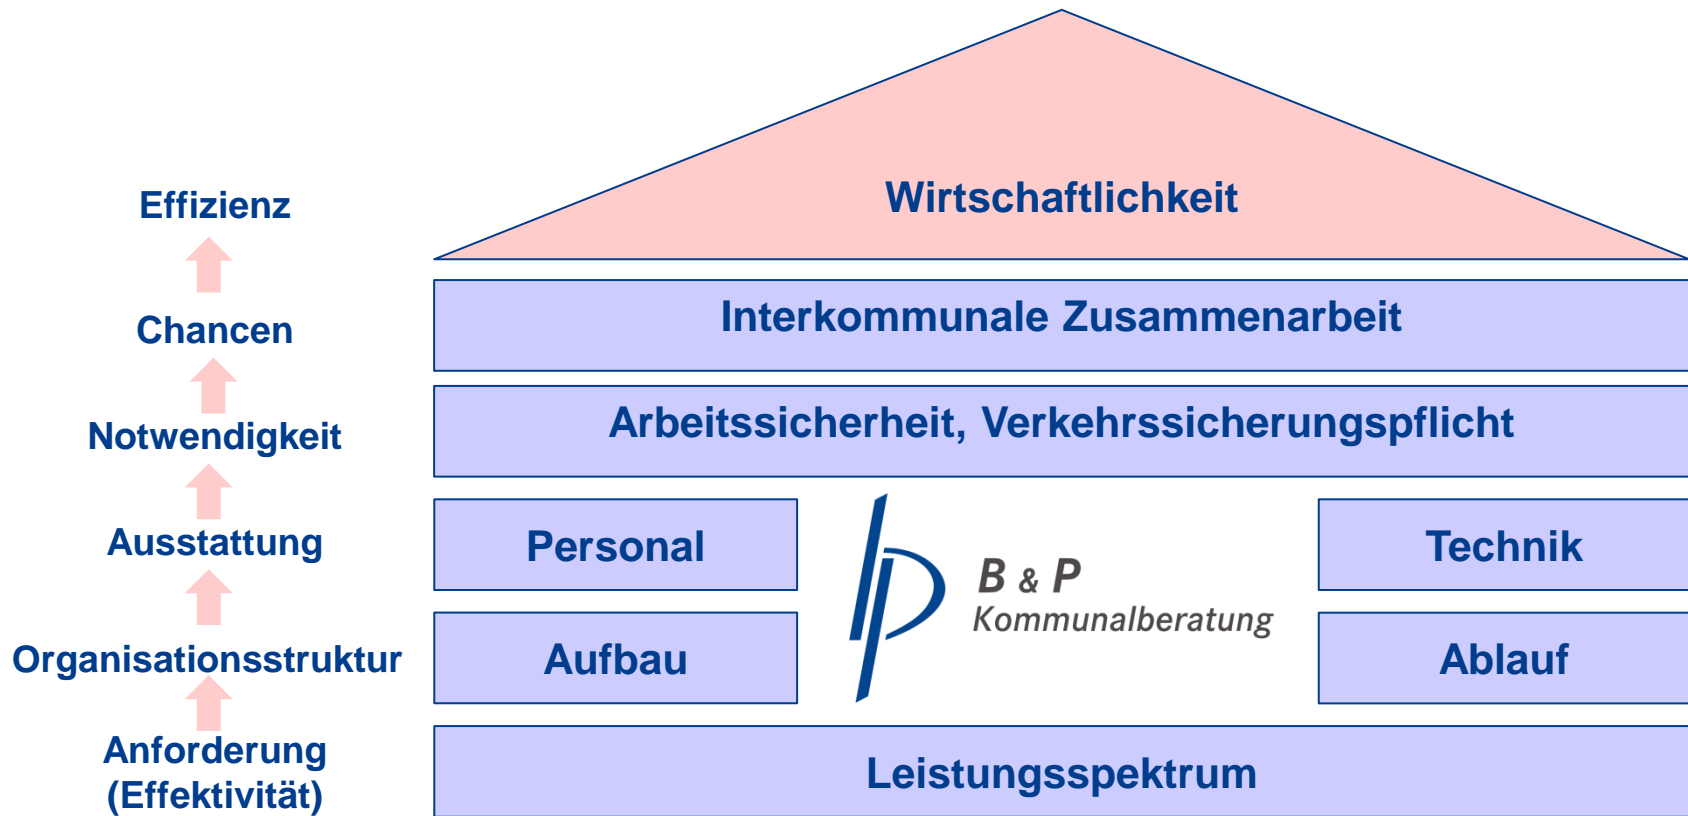 Wirtschaftlichkeit
Effizienz
Interkommunale Zusammenarbeit
Chancen
Arbeitssicherheit, Verkehrssicherungspflicht
Notwendigkeit
Ausstattung
Personal
Technik
B & P
Kommunalberatung
Organisationsstruktur
Aufbau
Ablauf
Anforderung
(Effektivität)
Leistungsspektrum